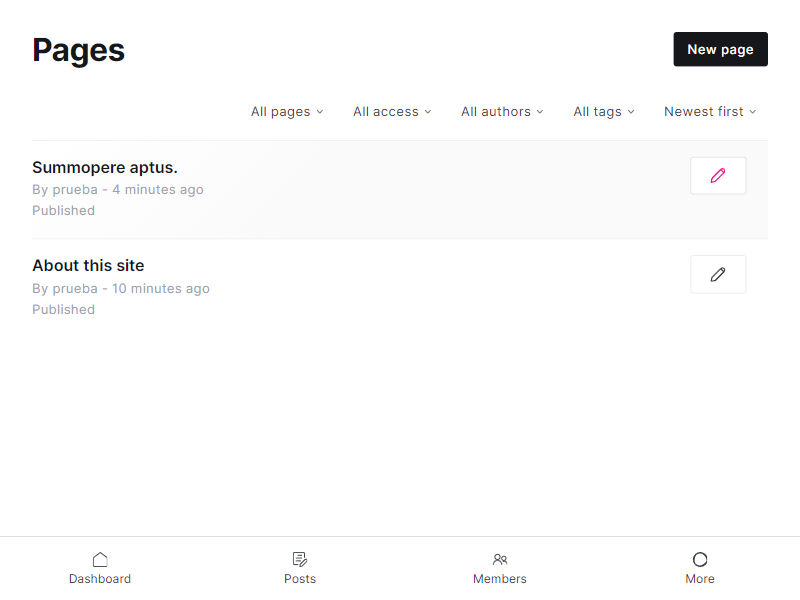 Pages
New page
All pages
All access
All authors
All tags
Newest first
Summopere aptus.
By prueba - 4 minutes ago
Published
About this site
By prueba - 10 minutes ago
Published
Dashboard
Posts
Members
More